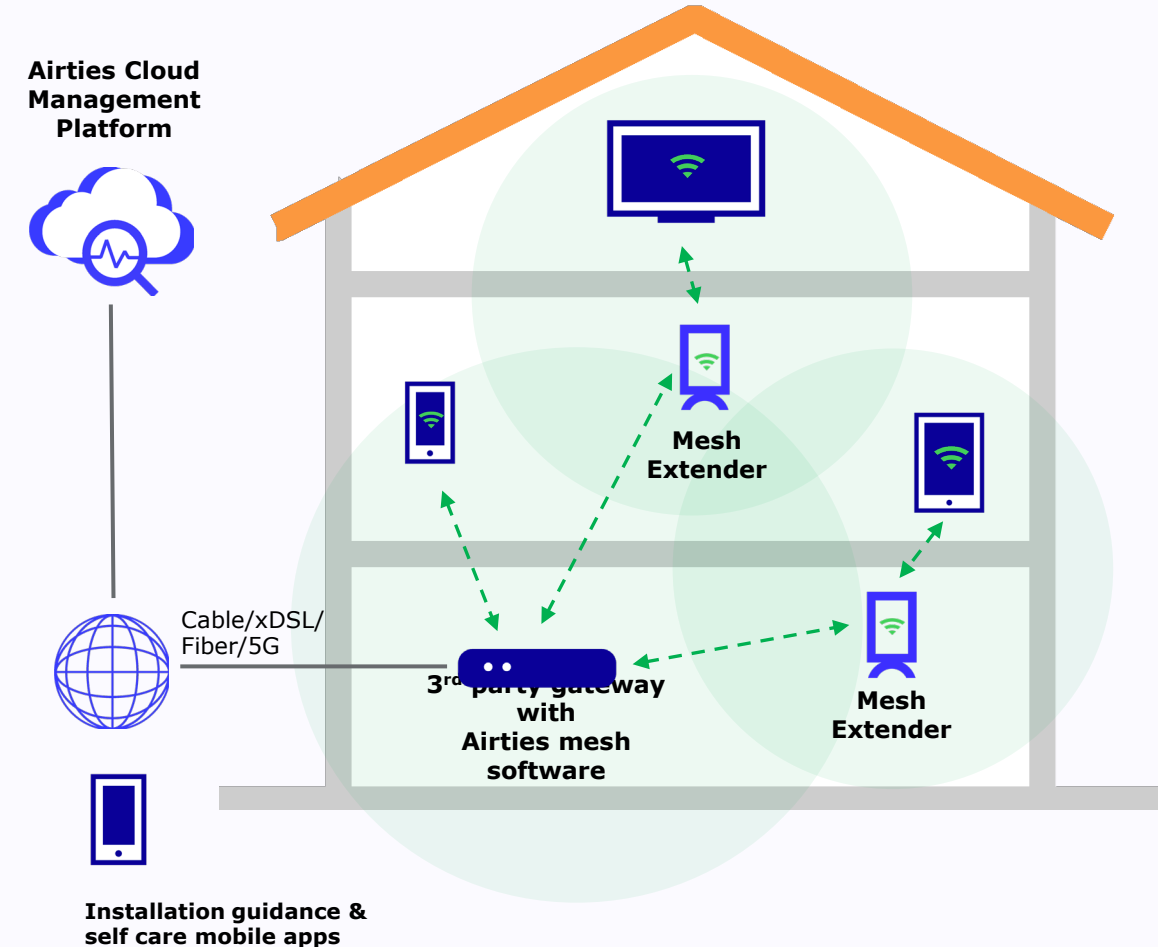 Airties Cloud
Management
Platform
Mesh
Extender
Cable/xDSL/
Fiber/5G
3rd party gateway
with
Airties mesh
software
Mesh
Extender
Installation guidance &
self care mobile apps